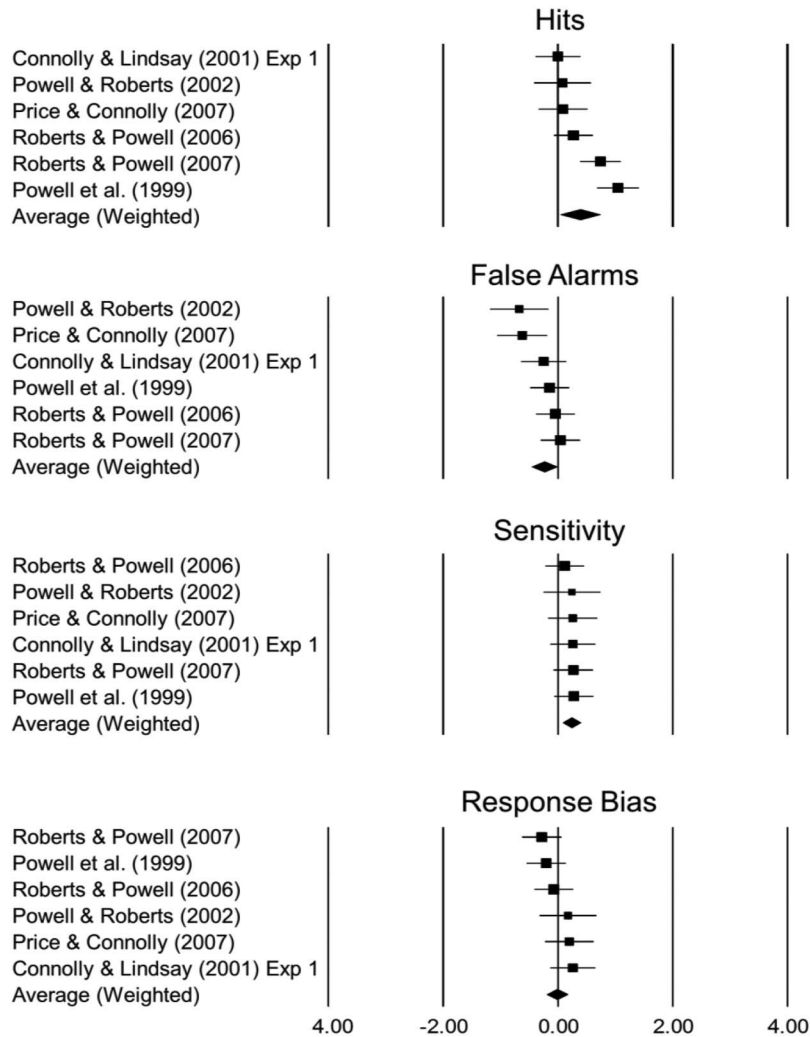 Hits
Connolly & Lindsay (2001) Exp 1
Powell & Roberts (2002)
Price & Connolly (2007)
Roberts & Powell (2006)
Roberts & Powell (2007)
Powell et al. (1999)
Average (Weighted)
False Alarms
Powell & Roberts (2002)
Price & Connolly (2007)
Connolly & Lindsay (2001) Exp 1
Powell et al. (1999)
Roberts & Powell (2006)
Roberts & Powell (2007)
Average (Weighted)
Sensitivity
Roberts & Powell (2006)
Powell & Roberts (2002)
Price & Connolly (2007)
Connolly & Lindsay (2001) Exp 1
Roberts & Powell (2007)
Powell et al. (1999)
Average (Weighted)
Response Bias
Roberts & Powell (2007)
Powell et al. (1999)
Roberts & Powell (2006)
Powell & Roberts (2002)
Price & Connolly (2007)
Connolly & Lindsay (2001) Exp 1
Average (Weighted)
4.00 -2.00 0.00 2.00 4.00